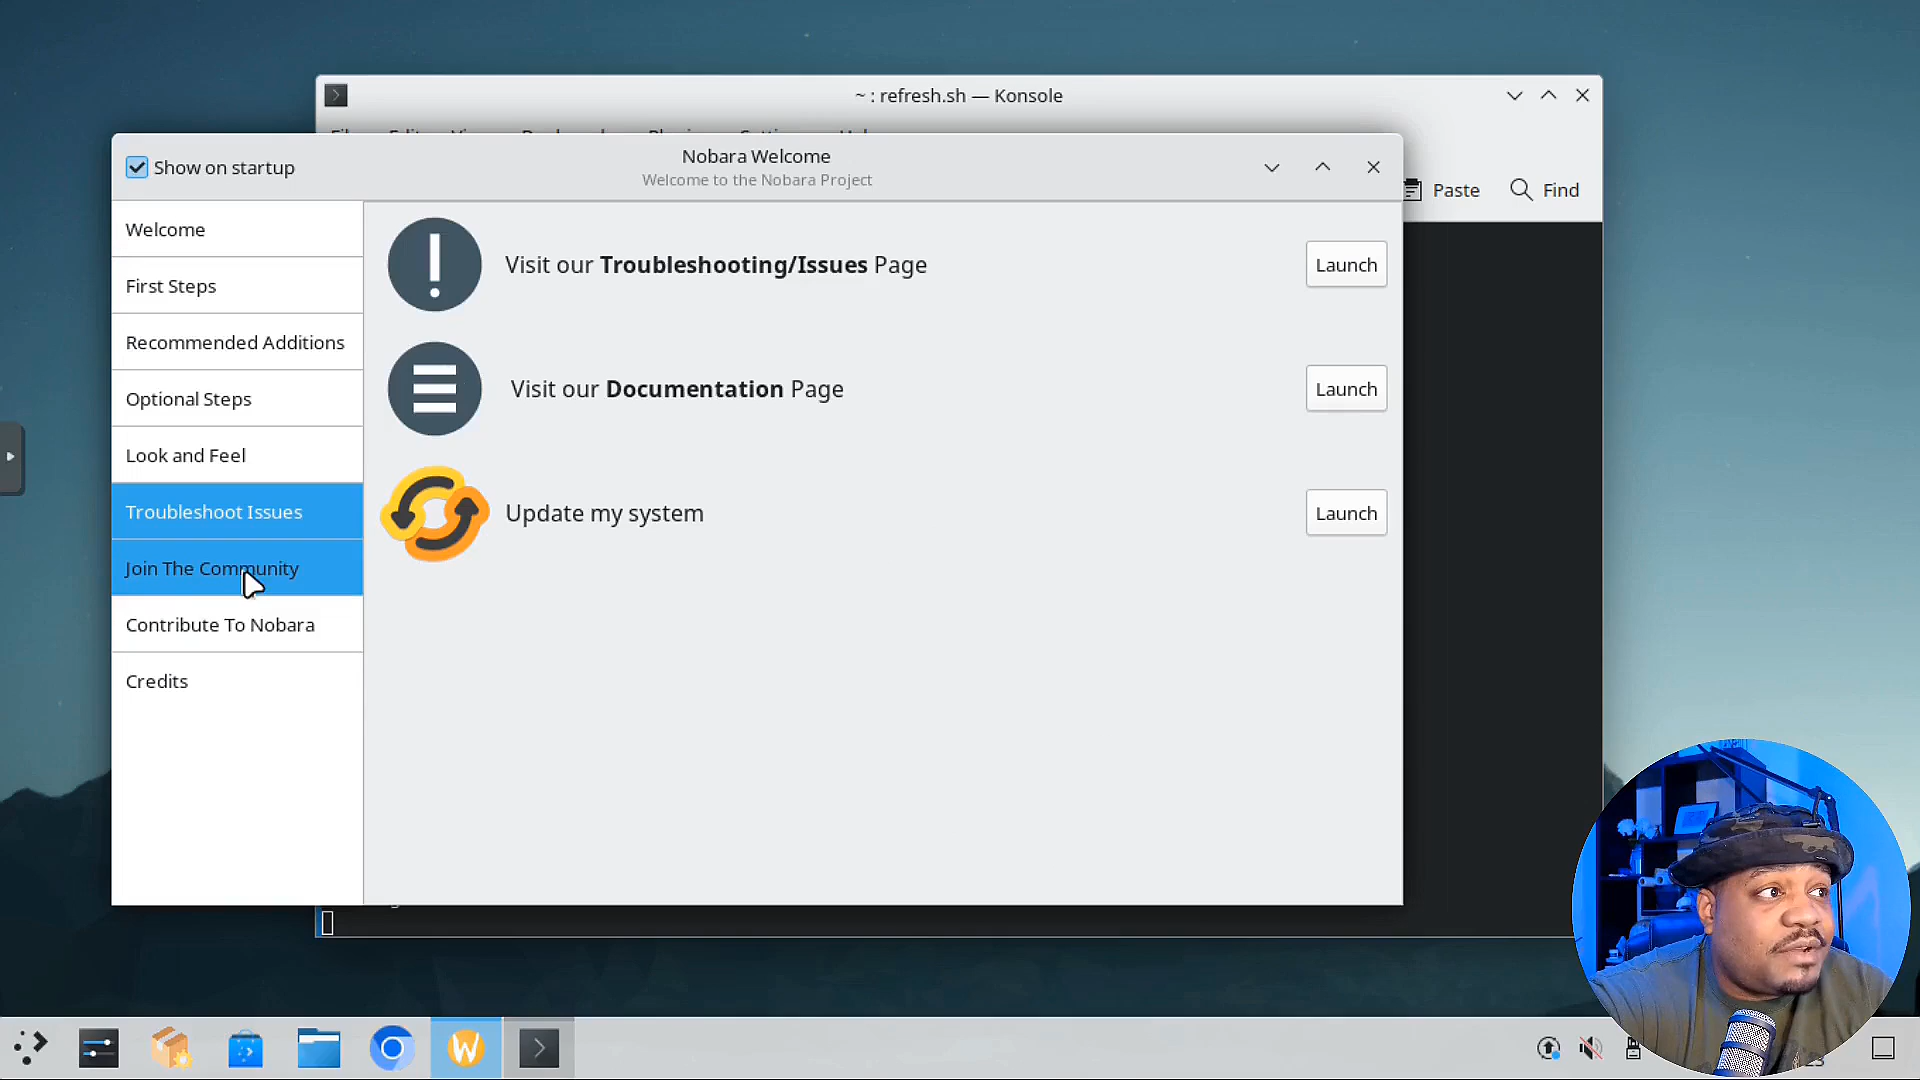 ~ : refresh.sh — Konsole
Paste
Find
Show on startup
Nobara Welcome
Welcome to the Nobara Project
Welcome
First Steps
Recommended Additions
Optional Steps
Look and Feel
Troubleshoot Issues
Join The Community
Contribute To Nobara
Credits
Visit our Troubleshooting/Issues Page
Launch
Visit our Documentation Page
Launch
Update my system
Launch